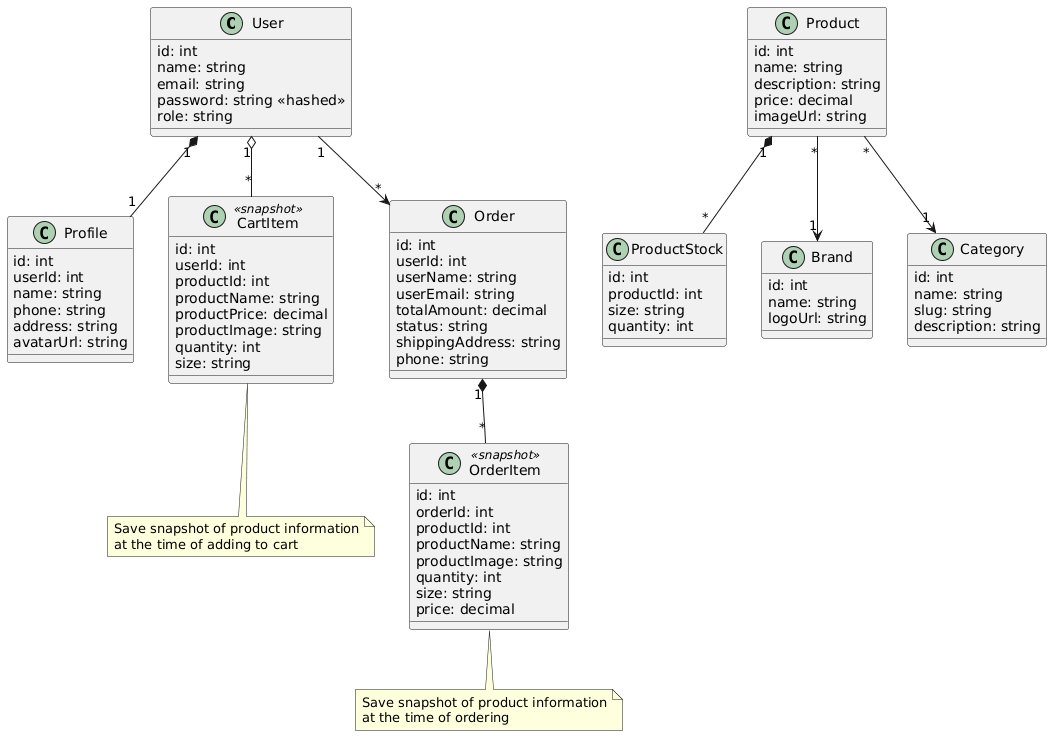 C User
id: int
name: string
email: string
password: string «hashed»
role: string
1
1
1
C Product
id: int
name: string
description: string
price: decimal
imageUrl: string
1
*
*
1
C Profile
id: int
userId: int
name: string
phone: string
address: string
avatarUrl: string
*
C «snapshot»
CartItem
id: int
userId: int
productId: int
productName: string
productPrice: decimal
productImage: string
quantity: int
size: string
*
C Order
id: int
userId: int
userName: string
userEmail: string
totalAmount: decimal
status: string
shippingAddress: string
phone: string
1
*
C ProductStock
id: int
productId: int
size: string
quantity: int
1
C Brand
id: int
name: string
logoUrl: string
1
C Category
id: int
name: string
slug: string
description: string
*
C «snapshot»
OrderItem
id: int
orderId: int
productId: int
productName: string
productImage: string
quantity: int
size: string
price: decimal
Save snapshot of product information
at the time of adding to cart
Save snapshot of product information
at the time of ordering